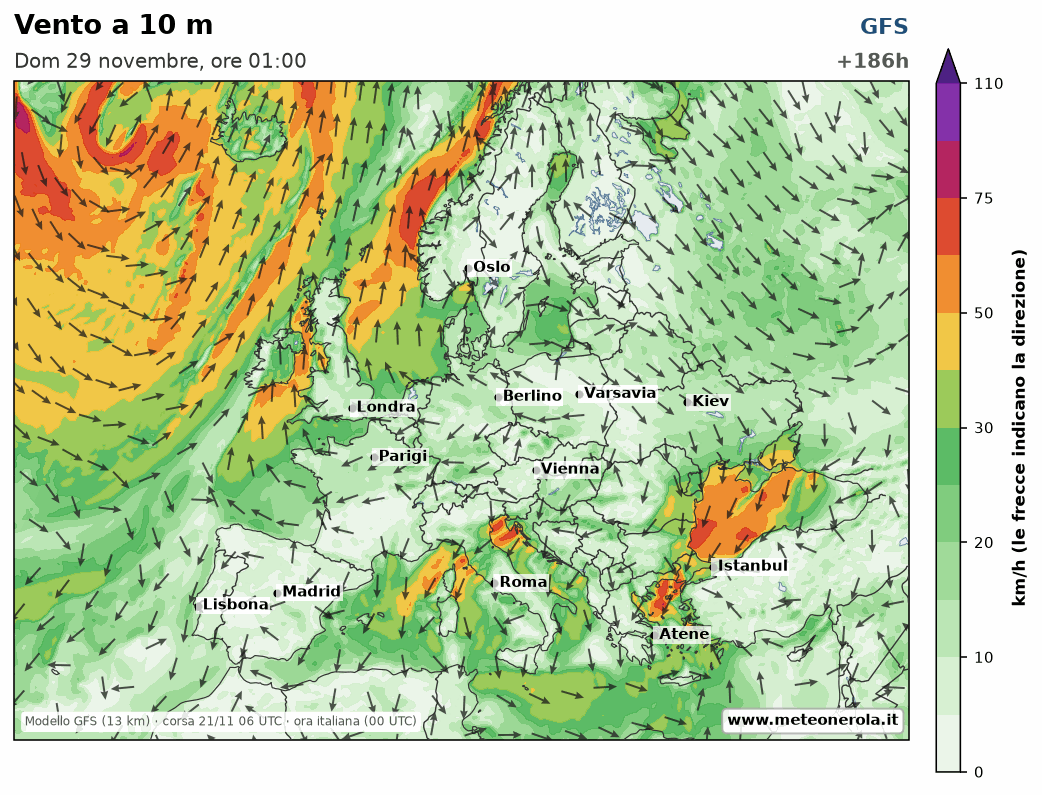 Vento a 10 m
GFS
Dom 29 novembre, ore 01:00
+186h
110
75
50
30
20
10
0
km/h (le frecce indicano la direzione)
Oslo
Londra
Berlino
Varsavia
Kiev
Parigi
Vienna
Istanbul
Roma
Madrid
Lisbona
Atene
Modello GFS (13 km) · corsa 21/11 06 UTC · ora italiana (00 UTC)
www.meteonerola.it